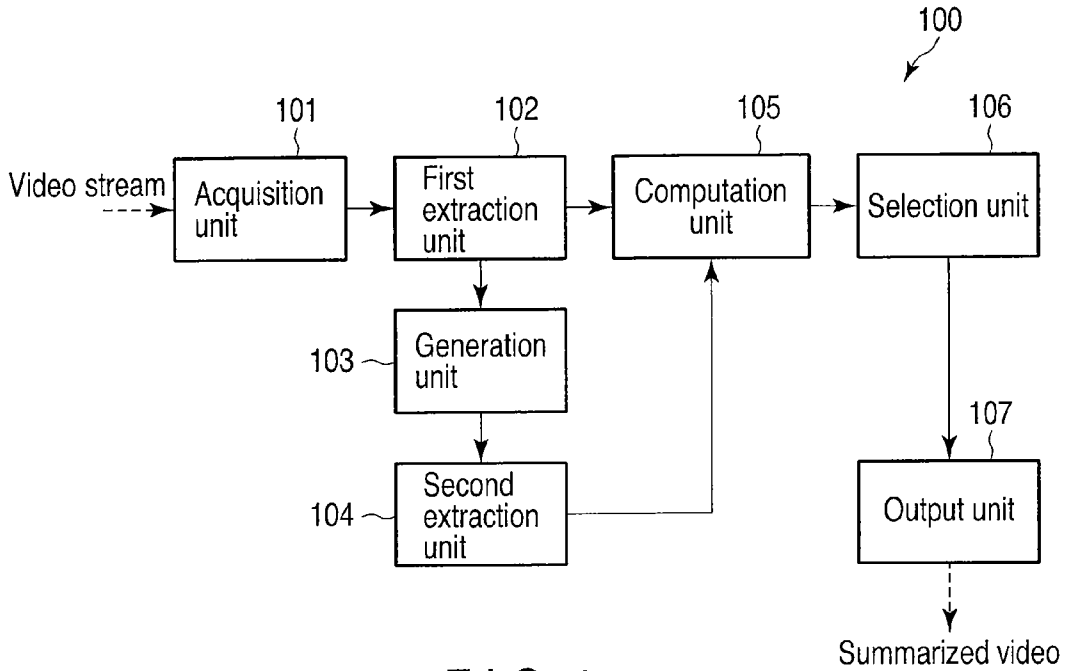 100
101
102
105
106
Video stream
Acquisition
unit
First
extraction
unit
Computation
unit
Selection unit
103
Generation
unit
104
Second
extraction
unit
107
Output unit
Summarized video